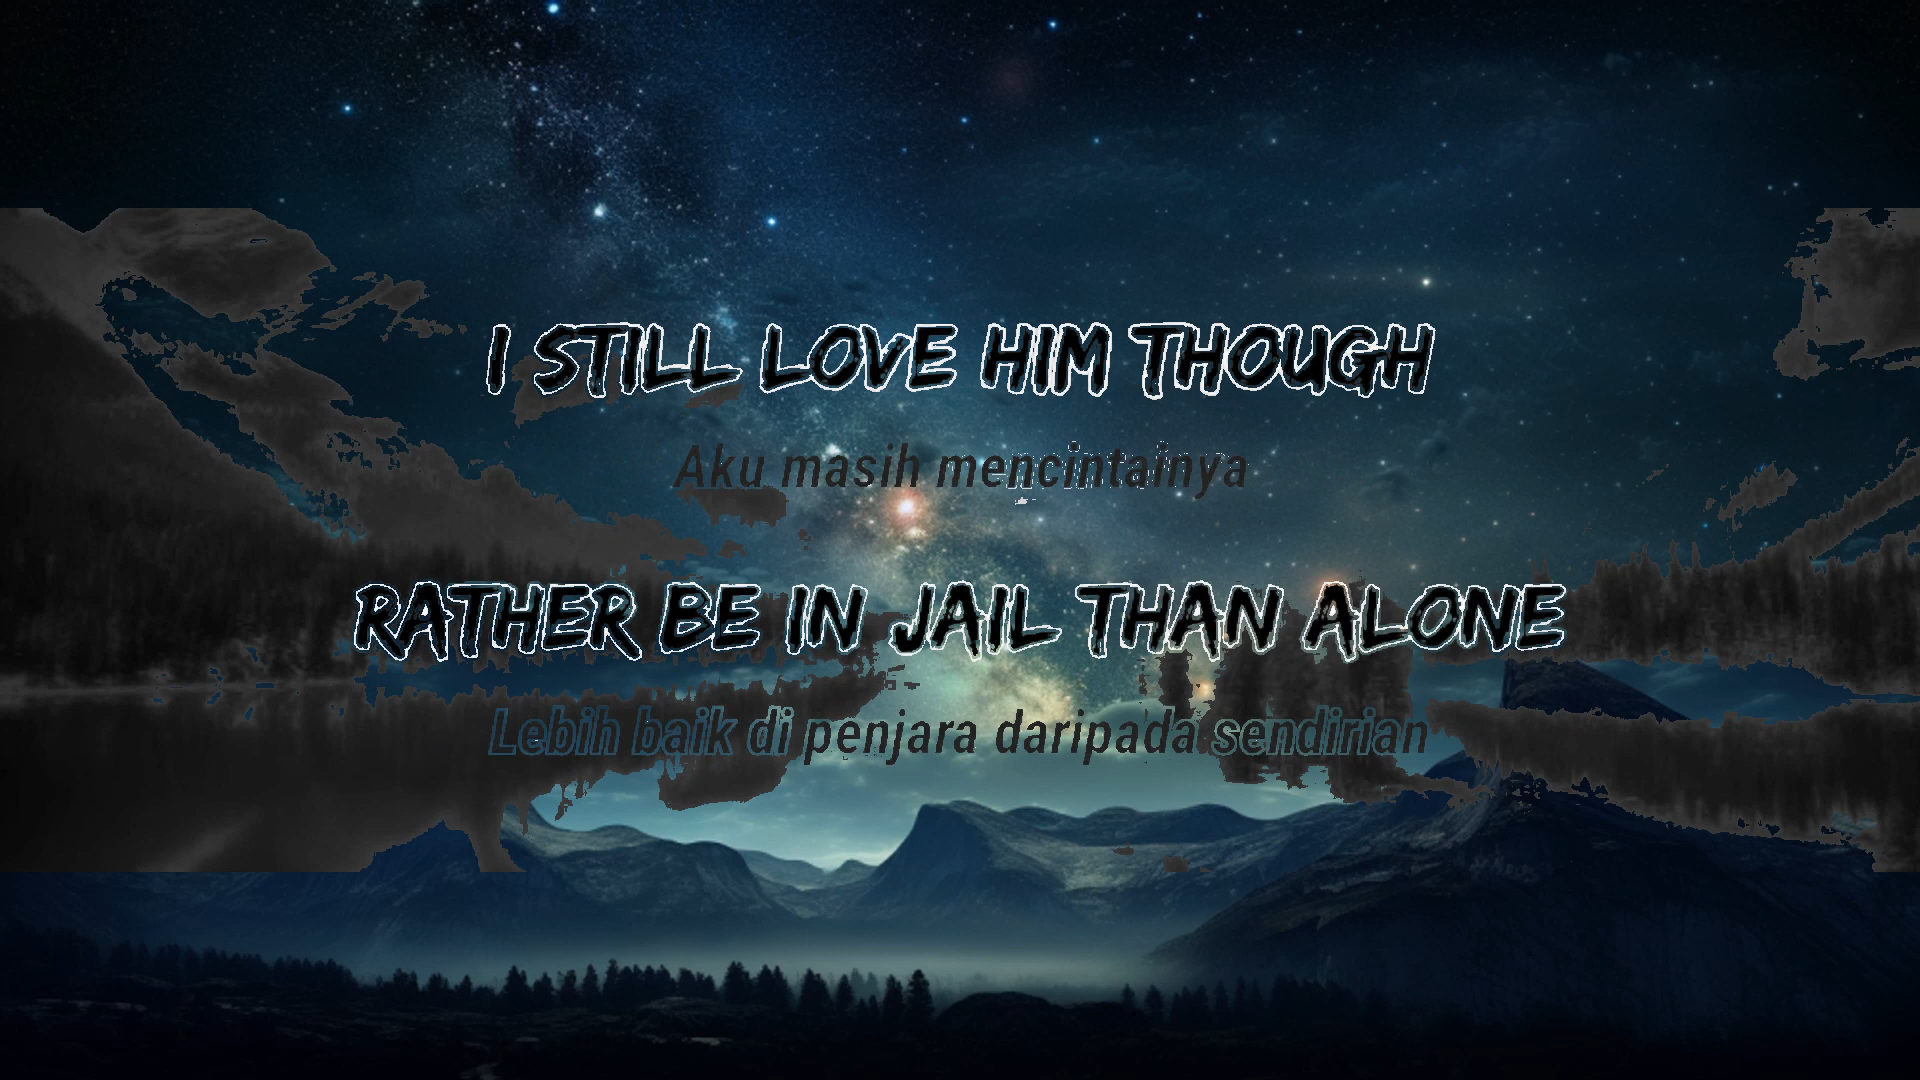 I STILL LOVE HIM THOUGH
Aku masih mencintainya
RATHER BE IN JAIL THAN ALONE
Lebih baik di penjara daripada sendirian